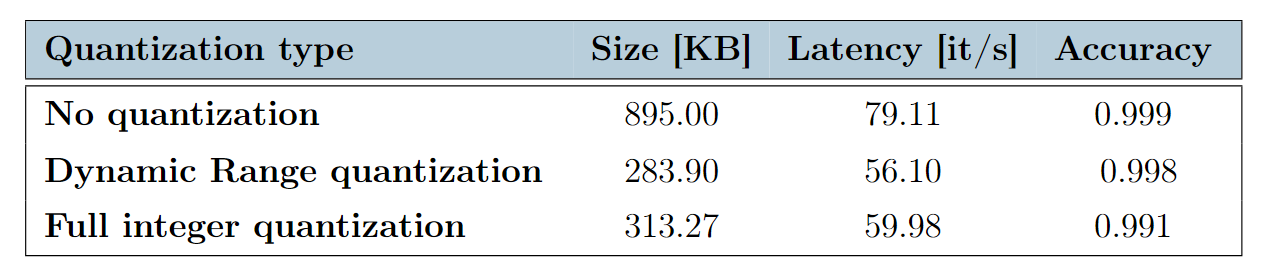 Quantization type Size [KB] Latency [it/s] Accuracy
No quantization 895.00 79.11 0.999
Dynamic Range quantization 283.90 56.10 0.998
Full integer quantization 313.27 59.98 0.991